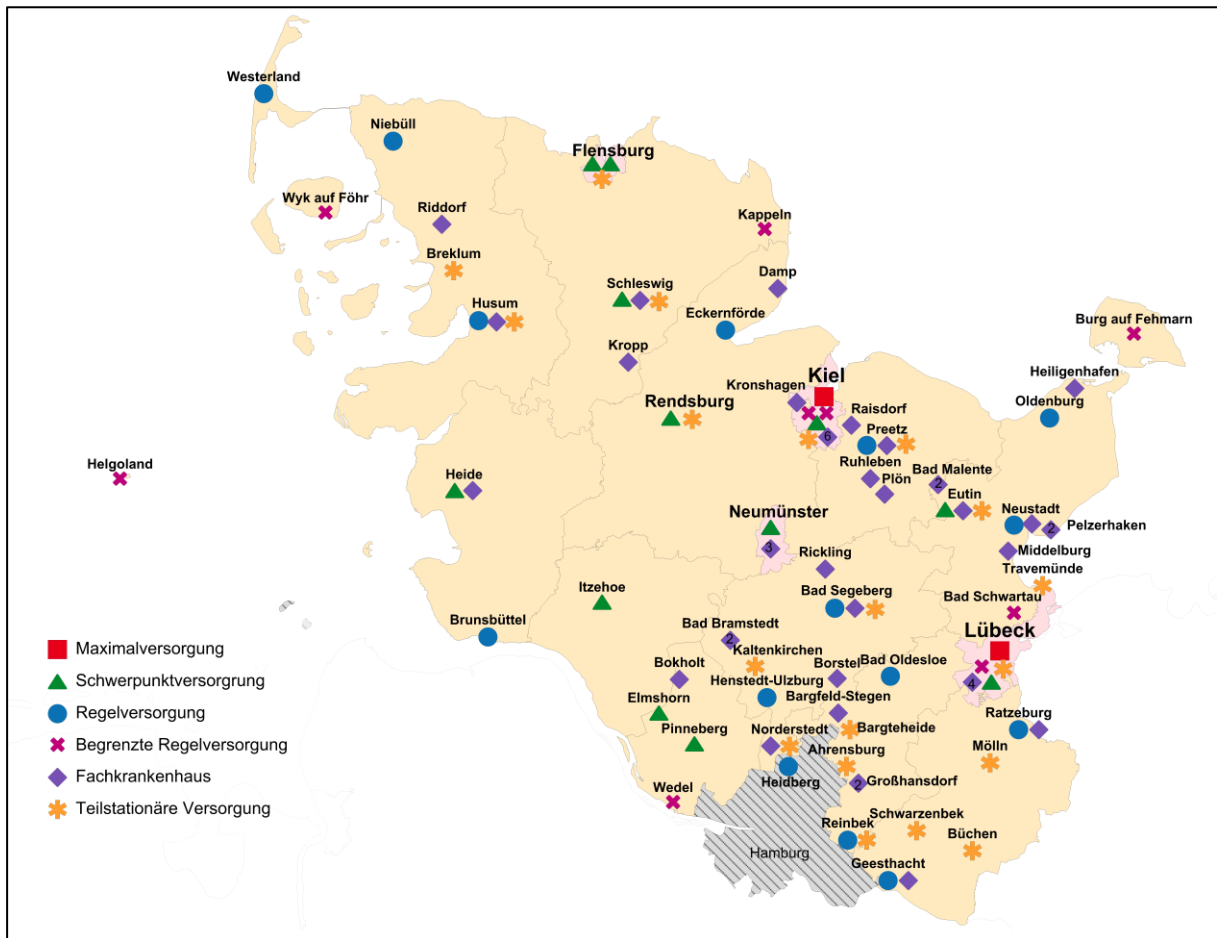 Westerland
Niebüll
Flensburg
Wyk auf Föhr
Riddorf
Kappeln
Breklum
Damp
Schleswig
Husum
Eckernförde
Burg auf Fehmarn
Kropp
Heiligenhafen
Kiel
Kronshagen
Oldenburg
Rendsburg
Raisdorf
Preetz
6
Helgoland
Heide
Ruhleben
Plön
Bad Malente
2
Eutin
Neustadt
2
Pelzerhaken
Neumünster
3
Middelburg
Rickling
Travemünde
Itzehoe
Bad Segeberg
Bad Schwartau
Brunsbüttel
Bad Bramstedt
2
Lübeck
4
Kaltenkirchen
Bokholt
Borstel
Bad Oldesloe
Henstedt-Ulzburg
Elmshorn
Bargfeld-Stegen
Ratzeburg
Pinneberg
Norderstedt
Bargteheide
Ahrensburg
Mölln
Heidberg
2
Großhansdorf
Wedel
Schwarzenbek
Reinbek
Büchen
Hamburg
Geesthacht
Maximalversorgung
Schwerpunktversorgrung
Regelversorgung
Begrenzte Regelversorgung
Fachkrankenhaus
Teilstationäre Versorgung